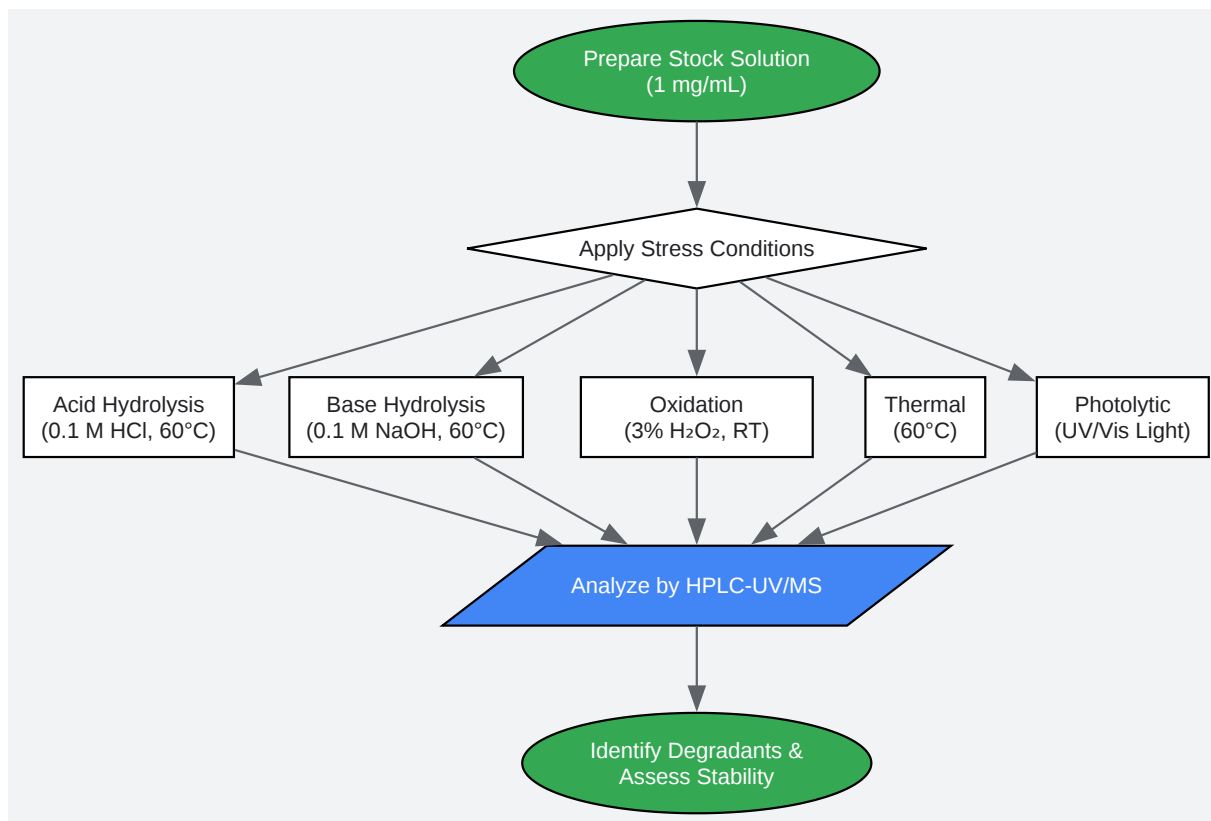 Prepare Stock Solution
(1 mg/mL)
Apply Stress Conditions
Acid Hydrolysis
(0.1 M HCl, 60°C)
Base Hydrolysis
(0.1 M NaOH, 60°C)
Oxidation
(3% H₂O₂, RT)
Thermal
(60°C)
Photolytic
(UV/Vis Light)
Analyze by HPLC-UV/MS
Identify Degradants &
Assess Stability